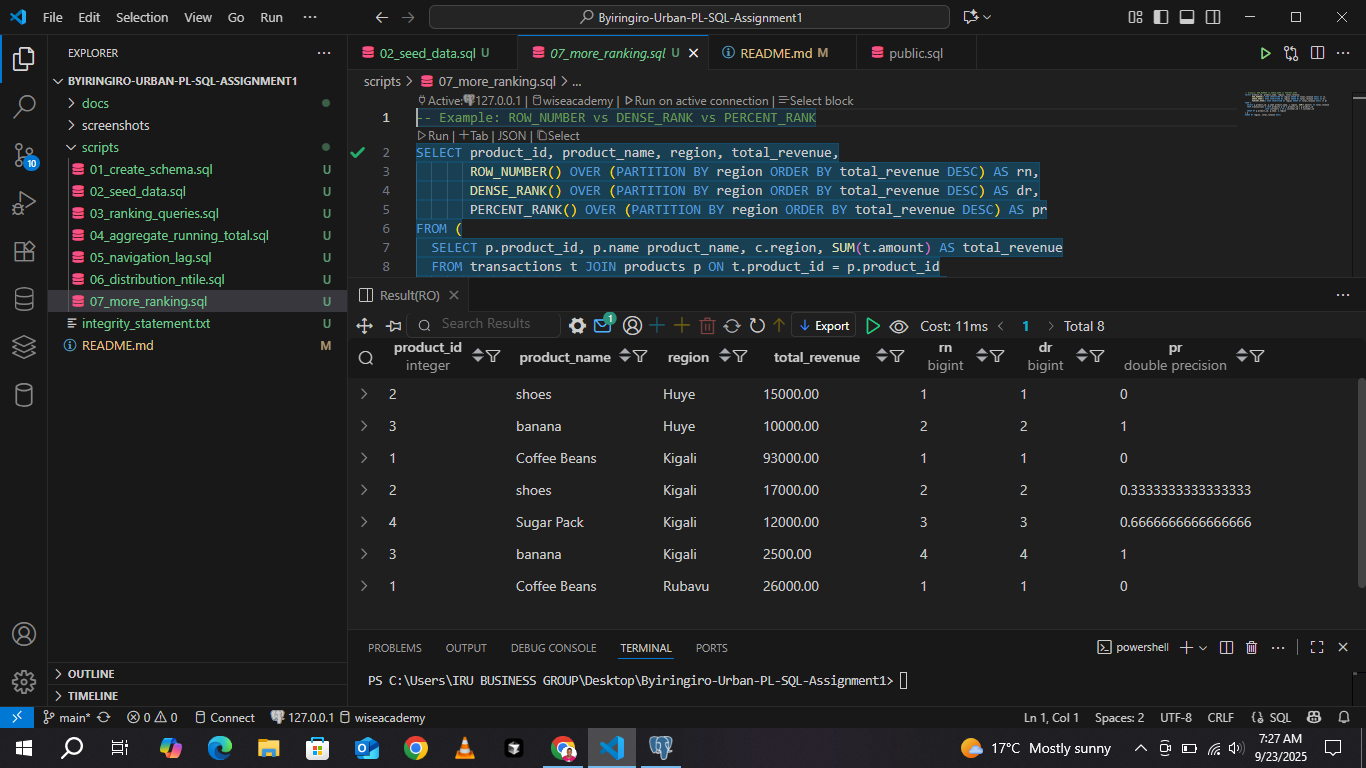 File Edit Selection View Go Run ··· Byiringiro-Urban-PL-SQL-Assignment1
EXPLORER ···
BYIRINGIRO-URBAN-PL-SQL-ASSIGNMENT1
docs
screenshots
scripts
01_create_schema.sql U
02_seed_data.sql U
03_ranking_queries.sql U
04_aggregate_running_total.sql U
05_navigation_lag.sql U
06_distribution_ntile.sql U
07_more_ranking.sql U
integrity_statement.txt U
README.md M
OUTLINE
TIMELINE
10
02_seed_data.sql U 07_more_ranking.sql U README.md M public.sql
scripts > 07_more_ranking.sql > ...
Active: 127.0.0.1 | wiseacademy | Run on active connection | Select block
1 -- Example: ROW_NUMBER vs DENSE_RANK vs PERCENT_RANK
Run | Tab | JSON | Select
2 SELECT product_id, product_name, region, total_revenue,
3 ROW_NUMBER() OVER (PARTITION BY region ORDER BY total_revenue DESC) AS rn,
4 DENSE_RANK() OVER (PARTITION BY region ORDER BY total_revenue DESC) AS dr,
5 PERCENT_RANK() OVER (PARTITION BY region ORDER BY total_revenue DESC) AS pr
6 FROM (
7 SELECT p.product_id, p.name product_name, c.region, SUM(t.amount) AS total_revenue
8 FROM transactions t JOIN products p ON t.product_id = p.product_id
Result(RO)
Search Results 1 Export Cost: 11ms 1 Total 8
product_id product_name region total_revenue rn dr pr
integer bigint bigint double precision
2 shoes Huye 15000.00 1 1 0
3 banana Huye 10000.00 2 2 1
1 Coffee Beans Kigali 93000.00 1 1 0
2 shoes Kigali 17000.00 2 2 0.3333333333333333
4 Sugar Pack Kigali 12000.00 3 3 0.6666666666666666
3 banana Kigali 2500.00 4 4 1
1 Coffee Beans Rubavu 26000.00 1 1 0
PROBLEMS OUTPUT DEBUG CONSOLE TERMINAL PORTS powershell
PS C:\Users\IRU BUSINESS GROUP\Desktop\Byiringiro-Urban-PL-SQL-Assignment1>
main* 0 0 Connect 127.0.0.1 wiseacademy Ln 1, Col 1 Spaces: 2 UTF-8 CRLF SQL
17°C Mostly sunny 7:27 AM
9/23/2025